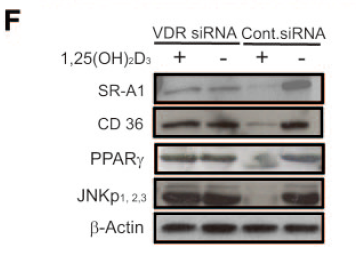 F
VDR siRNA Cont.siRNA
1,25(OH)₂D₃ + - + -
SR-A1
CD 36
PPARγ
JNKp1, 2,3
β-Actin